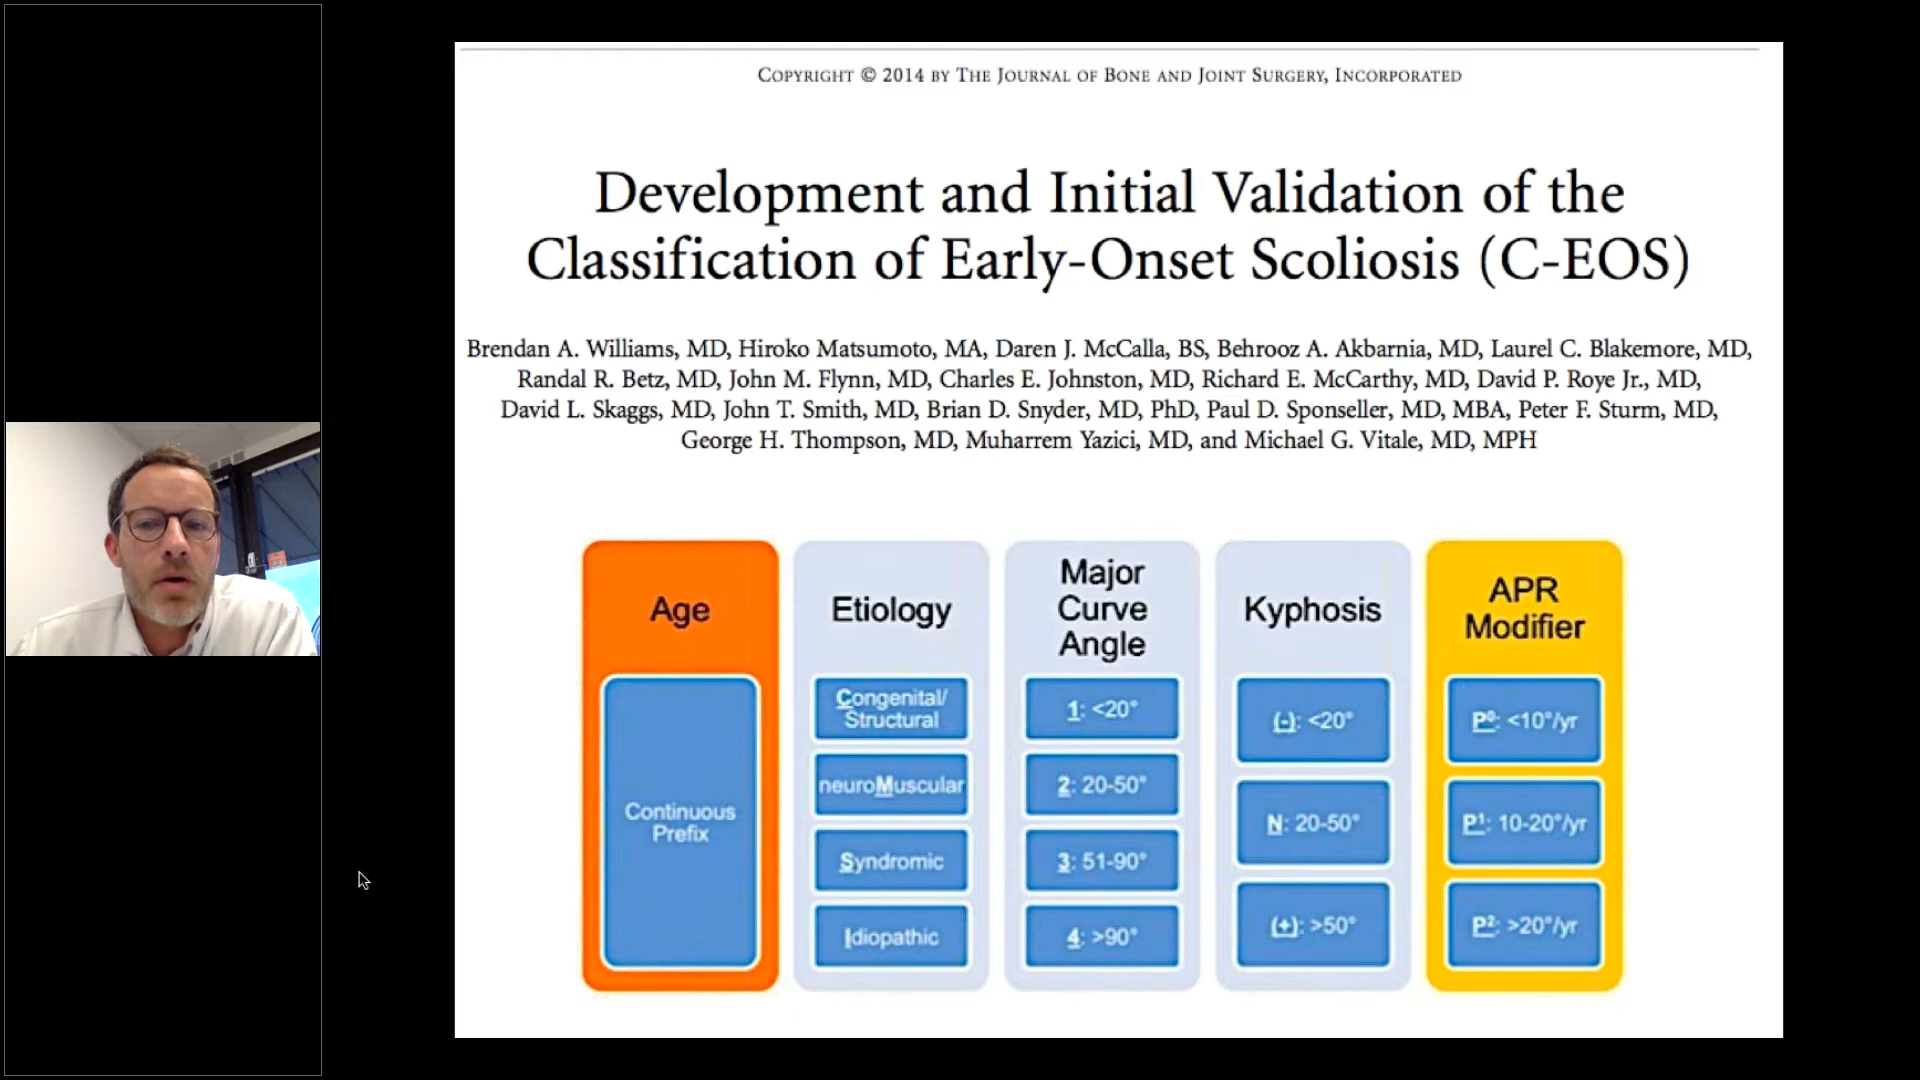 COPYRIGHT © 2014 BY THE JOURNAL OF BONE AND JOINT SURGERY, INCORPORATED
Development and Initial Validation of the
Classification of Early-Onset Scoliosis (C-EOS)
Brendan A. Williams, MD, Hiroko Matsumoto, MA, Daren J. McCalla, BS, Behrooz A. Akbarnia, MD, Laurel C. Blakemore, MD,
Randal R. Betz, MD, John M. Flynn, MD, Charles E. Johnston, MD, Richard E. McCarthy, MD, David P. Roye Jr., MD,
David L. Skaggs, MD, John T. Smith, MD, Brian D. Snyder, MD, PhD, Paul D. Sponseller, MD, MBA, Peter F. Sturm, MD,
George H. Thompson, MD, Muharrem Yazici, MD, and Michael G. Vitale, MD, MPH
Age
Continuous
Prefix
Etiology
Congenital/
Structural
neuroMuscular
Syndromic
Idiopathic
Major
Curve
Angle
1: <20°
2: 20-50°
3: 51-90°
4: >90°
Kyphosis
(-): <20°
N: 20-50°
(+): >50°
APR
Modifier
P⁰: <10°/yr
P¹: 10-20°/yr
P²: >20°/yr